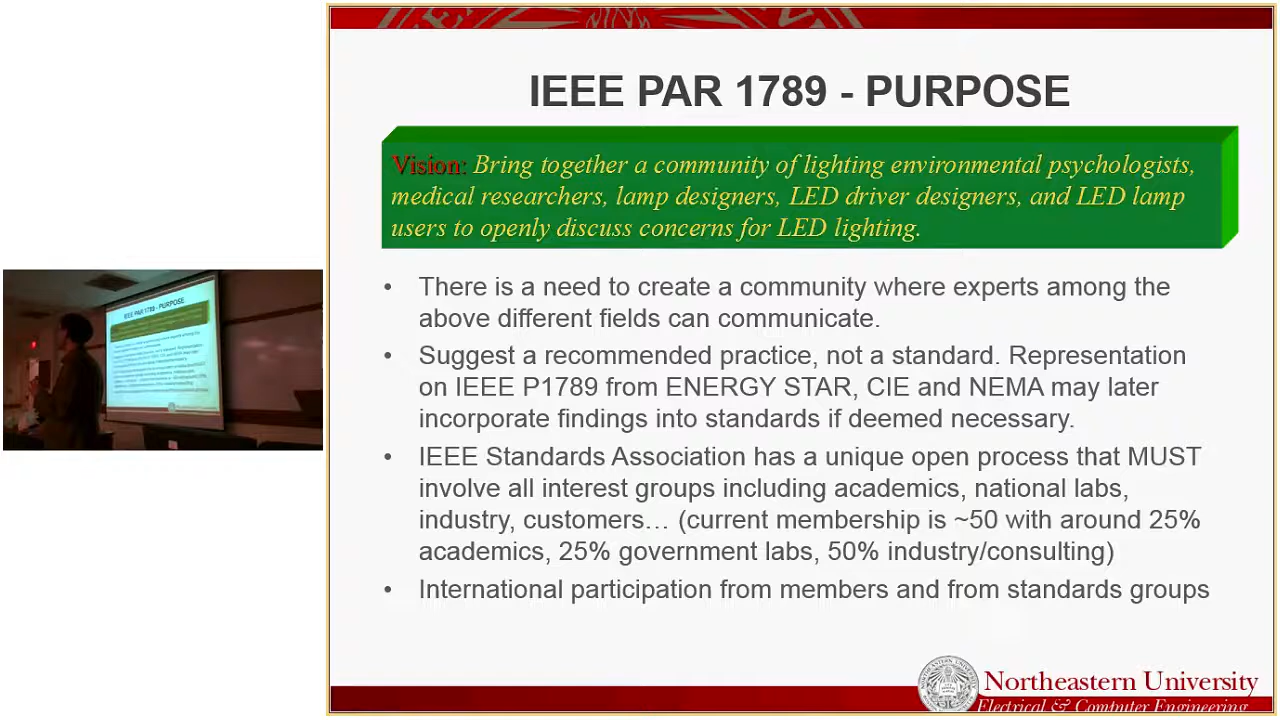 IEEE PAR 1789 - PURPOSE
Vision: Bring together a community of lighting environmental psychologists,
medical researchers, lamp designers, LED driver designers, and LED lamp
users to openly discuss concerns for LED lighting.
• There is a need to create a community where experts among the
above different fields can communicate.
• Suggest a recommended practice, not a standard. Representation
on IEEE P1789 from ENERGY STAR, CIE and NEMA may later
incorporate findings into standards if deemed necessary.
• IEEE Standards Association has a unique open process that MUST
involve all interest groups including academics, national labs,
industry, customers… (current membership is ~50 with around 25%
academics, 25% government labs, 50% industry/consulting)
• International participation from members and from standards groups
Northeastern University
Electrical & Computer Engineering
IEEE PAR 1789 - PURPOSE